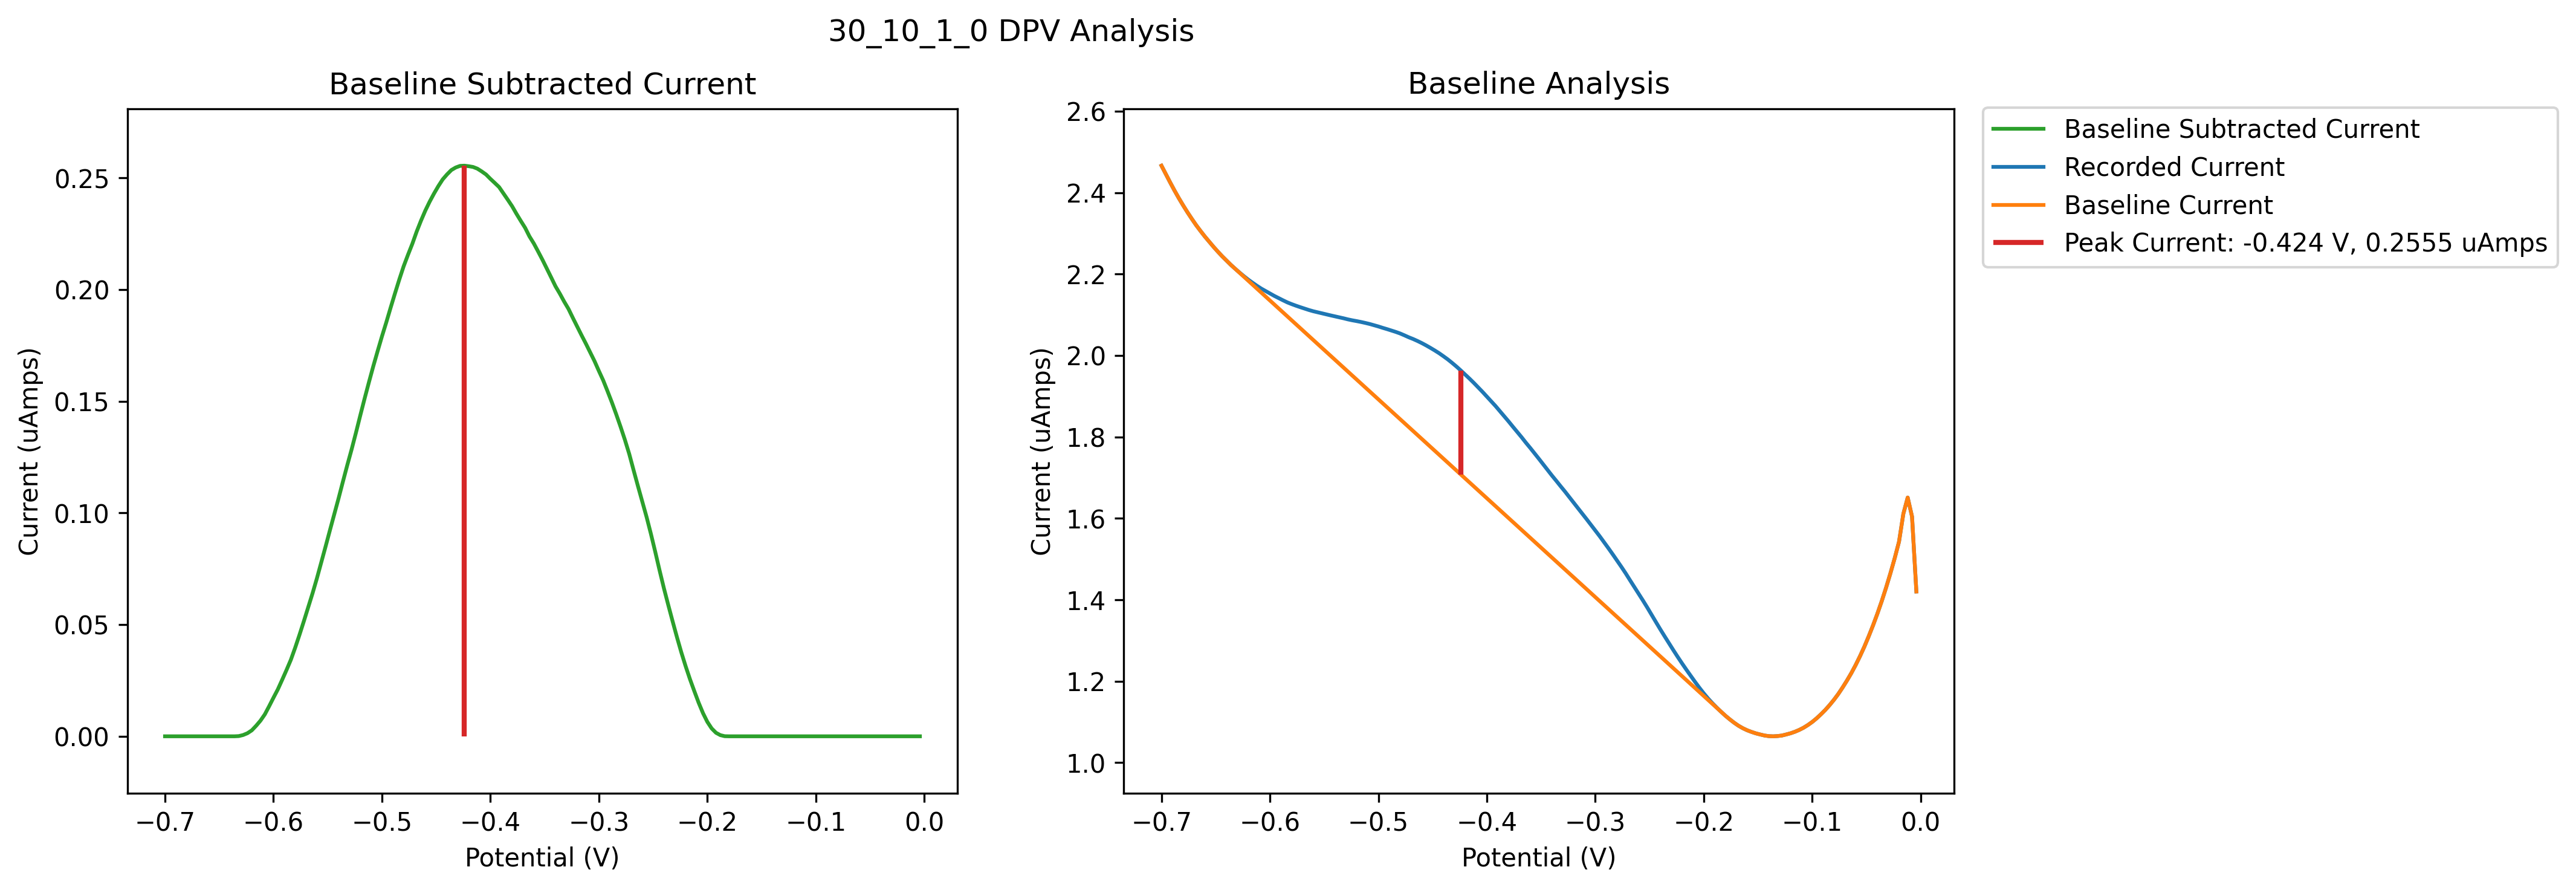 30_10_1_0 DPV Analysis
Baseline Subtracted Current
0.25
0.20
0.15
0.10
0.05
0.00
Current (uAmps)
−0.7 −0.6 −0.5 −0.4 −0.3 −0.2 −0.1 0.0
Potential (V)
Baseline Analysis
2.6
2.4
2.2
2.0
1.8
1.6
1.4
1.2
1.0
Current (uAmps)
−0.7 −0.6 −0.5 −0.4 −0.3 −0.2 −0.1 0.0
Potential (V)
Baseline Subtracted Current
Recorded Current
Baseline Current
Peak Current: -0.424 V, 0.2555 uAmps